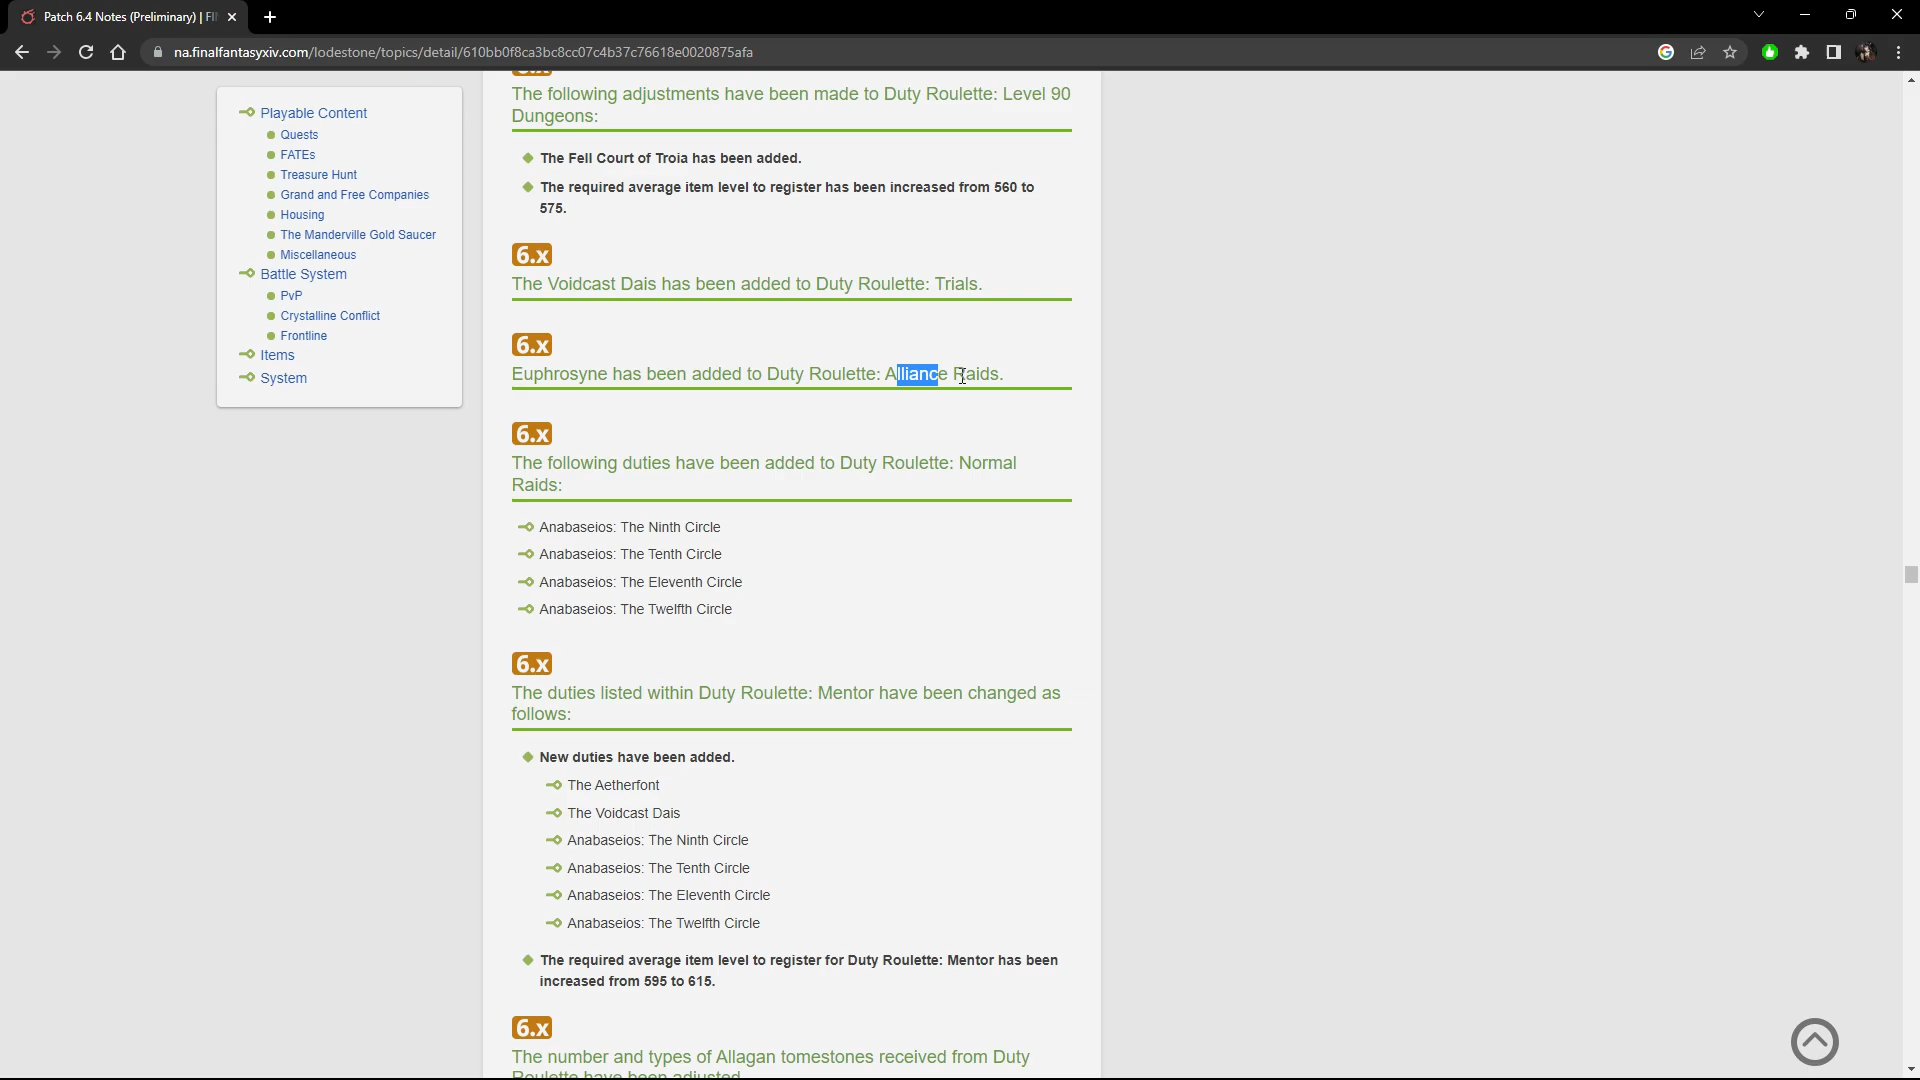 Patch 6.4 Notes (Preliminary) | FI
na.finalfantasyxiv.com/lodestone/topics/detail/610bb0f8ca3bc8cc07c4b37c76618e0020875afa
Playable Content
Quests
FATEs
Treasure Hunt
Grand and Free Companies
Housing
The Manderville Gold Saucer
Miscellaneous
Battle System
PvP
Crystalline Conflict
Frontline
Items
System
6.x
The following adjustments have been made to Duty Roulette: Level 90
Dungeons:
The Fell Court of Troia has been added.
The required average item level to register has been increased from 560 to
575.
6.x
The Voidcast Dais has been added to Duty Roulette: Trials.
6.x
Euphrosyne has been added to Duty Roulette: Alliance Raids.
6.x
The following duties have been added to Duty Roulette: Normal
Raids:
Anabaseios: The Ninth Circle
Anabaseios: The Tenth Circle
Anabaseios: The Eleventh Circle
Anabaseios: The Twelfth Circle
6.x
The duties listed within Duty Roulette: Mentor have been changed as
follows:
New duties have been added.
The Aetherfont
The Voidcast Dais
Anabaseios: The Ninth Circle
Anabaseios: The Tenth Circle
Anabaseios: The Eleventh Circle
Anabaseios: The Twelfth Circle
The required average item level to register for Duty Roulette: Mentor has been
increased from 595 to 615.
6.x
The number and types of Allagan tomestones received from Duty
Roulette have been adjusted